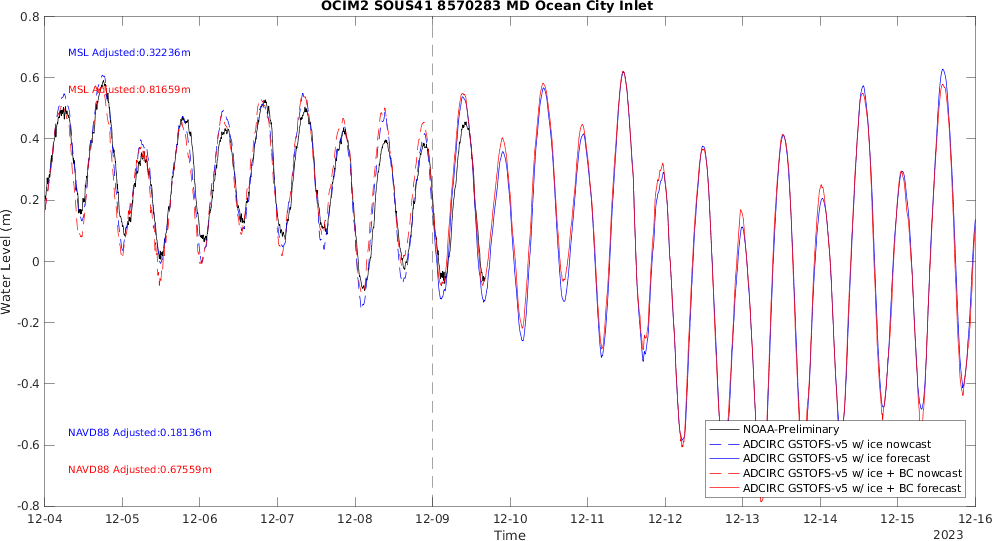 OCIM2 SOUS41 8570283 MD Ocean City Inlet
0.8
MSL Adjusted:0.32236m
0.6
MSL Adjusted:0.81659m
0.4
0.2
Water Level (m)
0
-0.2
-0.4
NAVD88 Adjusted:0.18136m
-0.6
NAVD88 Adjusted:0.67559m
-0.8
NOAA-Preliminary
ADCIRC GSTOFS-v5 w/ ice nowcast
ADCIRC GSTOFS-v5 w/ ice forecast
ADCIRC GSTOFS-v5 w/ ice + BC nowcast
ADCIRC GSTOFS-v5 w/ ice + BC forecast
12-04 12-05 12-06 12-07 12-08 12-09 12-10 12-11 12-12 12-13 12-14 12-15 12-16
Time
2023